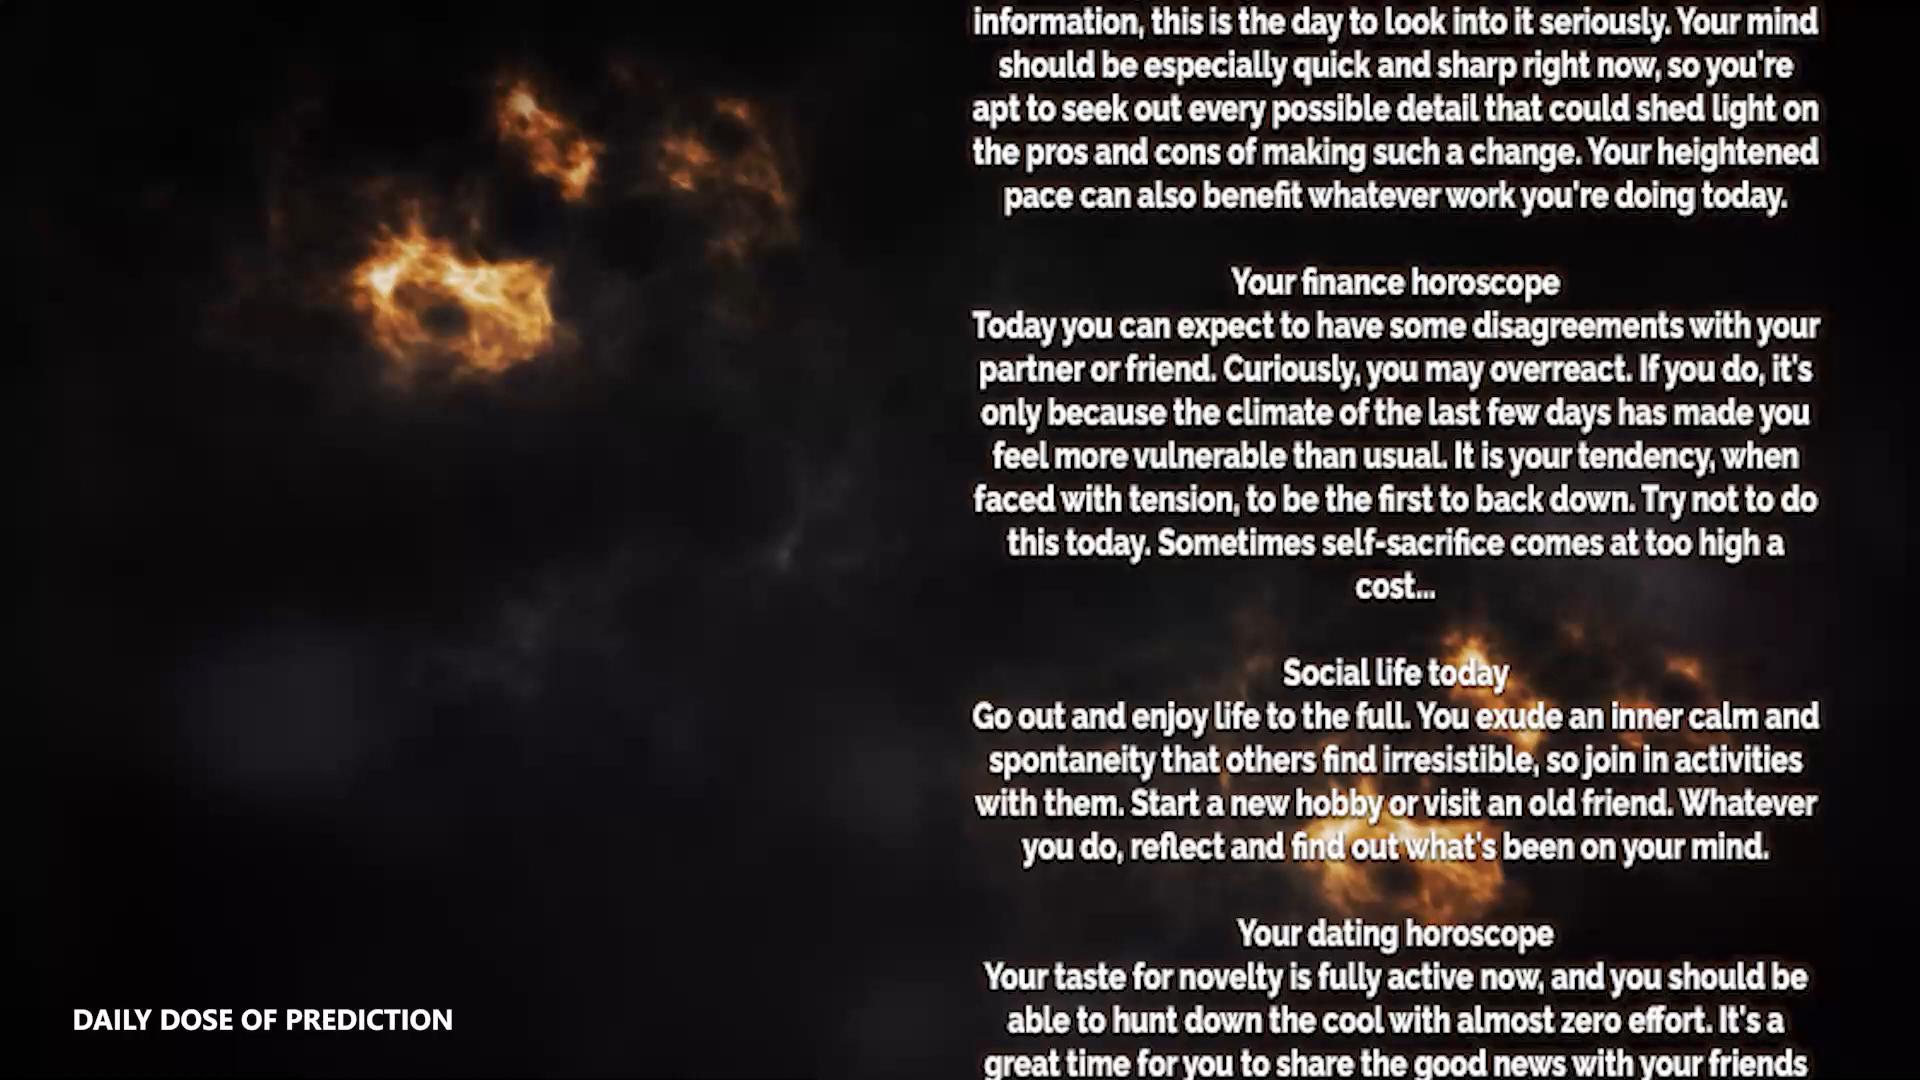 information, this is the day to look into it seriously. Your mind
should be especially quick and sharp right now, so you're
apt to seek out every possible detail that could shed light on
the pros and cons of making such a change. Your heightened
pace can also benefit whatever work you're doing today.
Your finance horoscope
Today you can expect to have some disagreements with your
partner or friend. Curiously, you may overreact. If you do, it's
only because the climate of the last few days has made you
feel more vulnerable than usual. It is your tendency, when
faced with tension, to be the first to back down. Try not to do
this today. Sometimes self-sacrifice comes at too high a
cost...
Social life today
Go out and enjoy life to the full. You exude an inner calm and
spontaneity that others find irresistible, so join in activities
with them. Start a new hobby or visit an old friend. Whatever
you do, reflect and find out what's been on your mind.
Your dating horoscope
Your taste for novelty is fully active now, and you should be
able to hunt down the cool with almost zero effort. It's a
great time for you to share the good news with your friends
DAILY DOSE OF PREDICTION